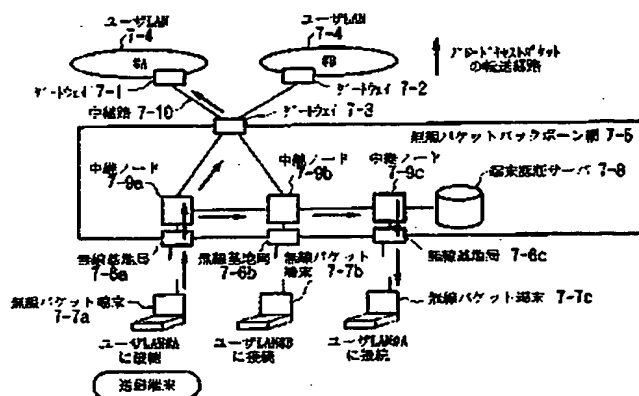 ユーザLAN
7-4
ユーザLAN
7-4
#A
#B
ブロードキャストパケット
の転送経路
ゲートウェイ
7-1
ゲートウェイ
7-2
中継路 7-10
ゲートウェイ 7-3
無線パケットバックボーン網 7-5
中継ノード
7-9a
中継ノード
7-9b
中継ノード
7-9c
端末認証サーバ
7-8
無線基地局
7-6a
無線基地局
7-6b
無線パケット
端末 7-7b
無線基地局 7-6c
無線パケット端末
7-7a
無線パケット端末 7-7c
ユーザLAN#A
に接続
ユーザLAN#B
に接続
ユーザLAN#A
に接続
送信端末